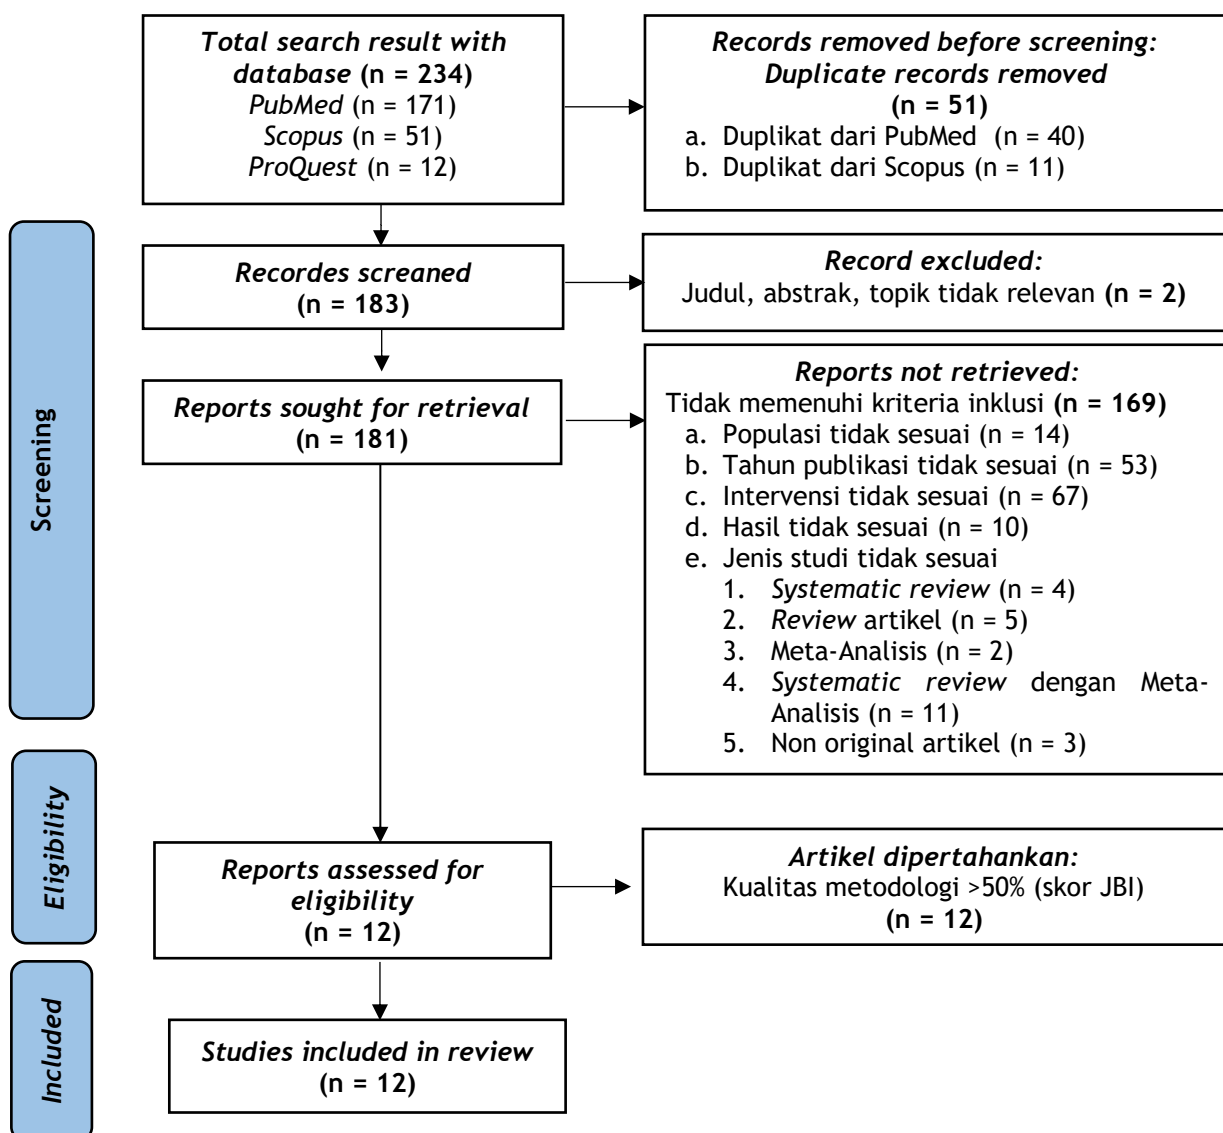 Total search result with
database (n = 234)
PubMed (n = 171)
Scopus (n = 51)
ProQuest (n = 12)
Records removed before screening:
Duplicate records removed
(n = 51)
a. Duplikat dari PubMed (n = 40)
b. Duplikat dari Scopus (n = 11)
Screening
Recordes screaned
(n = 183)
Record excluded:
Judul, abstrak, topik tidak relevan (n = 2)
Reports sought for retrieval
(n = 181)
Reports not retrieved:
Tidak memenuhi kriteria inklusi (n = 169)
a. Populasi tidak sesuai (n = 14)
b. Tahun publikasi tidak sesuai (n = 53)
c. Intervensi tidak sesuai (n = 67)
d. Hasil tidak sesuai (n = 10)
e. Jenis studi tidak sesuai
1. Systematic review (n = 4)
2. Review artikel (n = 5)
3. Meta-Analisis (n = 2)
4. Systematic review dengan Meta-
Analisis (n = 11)
5. Non original artikel (n = 3)
Eligibility
Reports assessed for
eligibility
(n = 12)
Artikel dipertahankan:
Kualitas metodologi >50% (skor JBI)
(n = 12)
Included
Studies included in review
(n = 12)